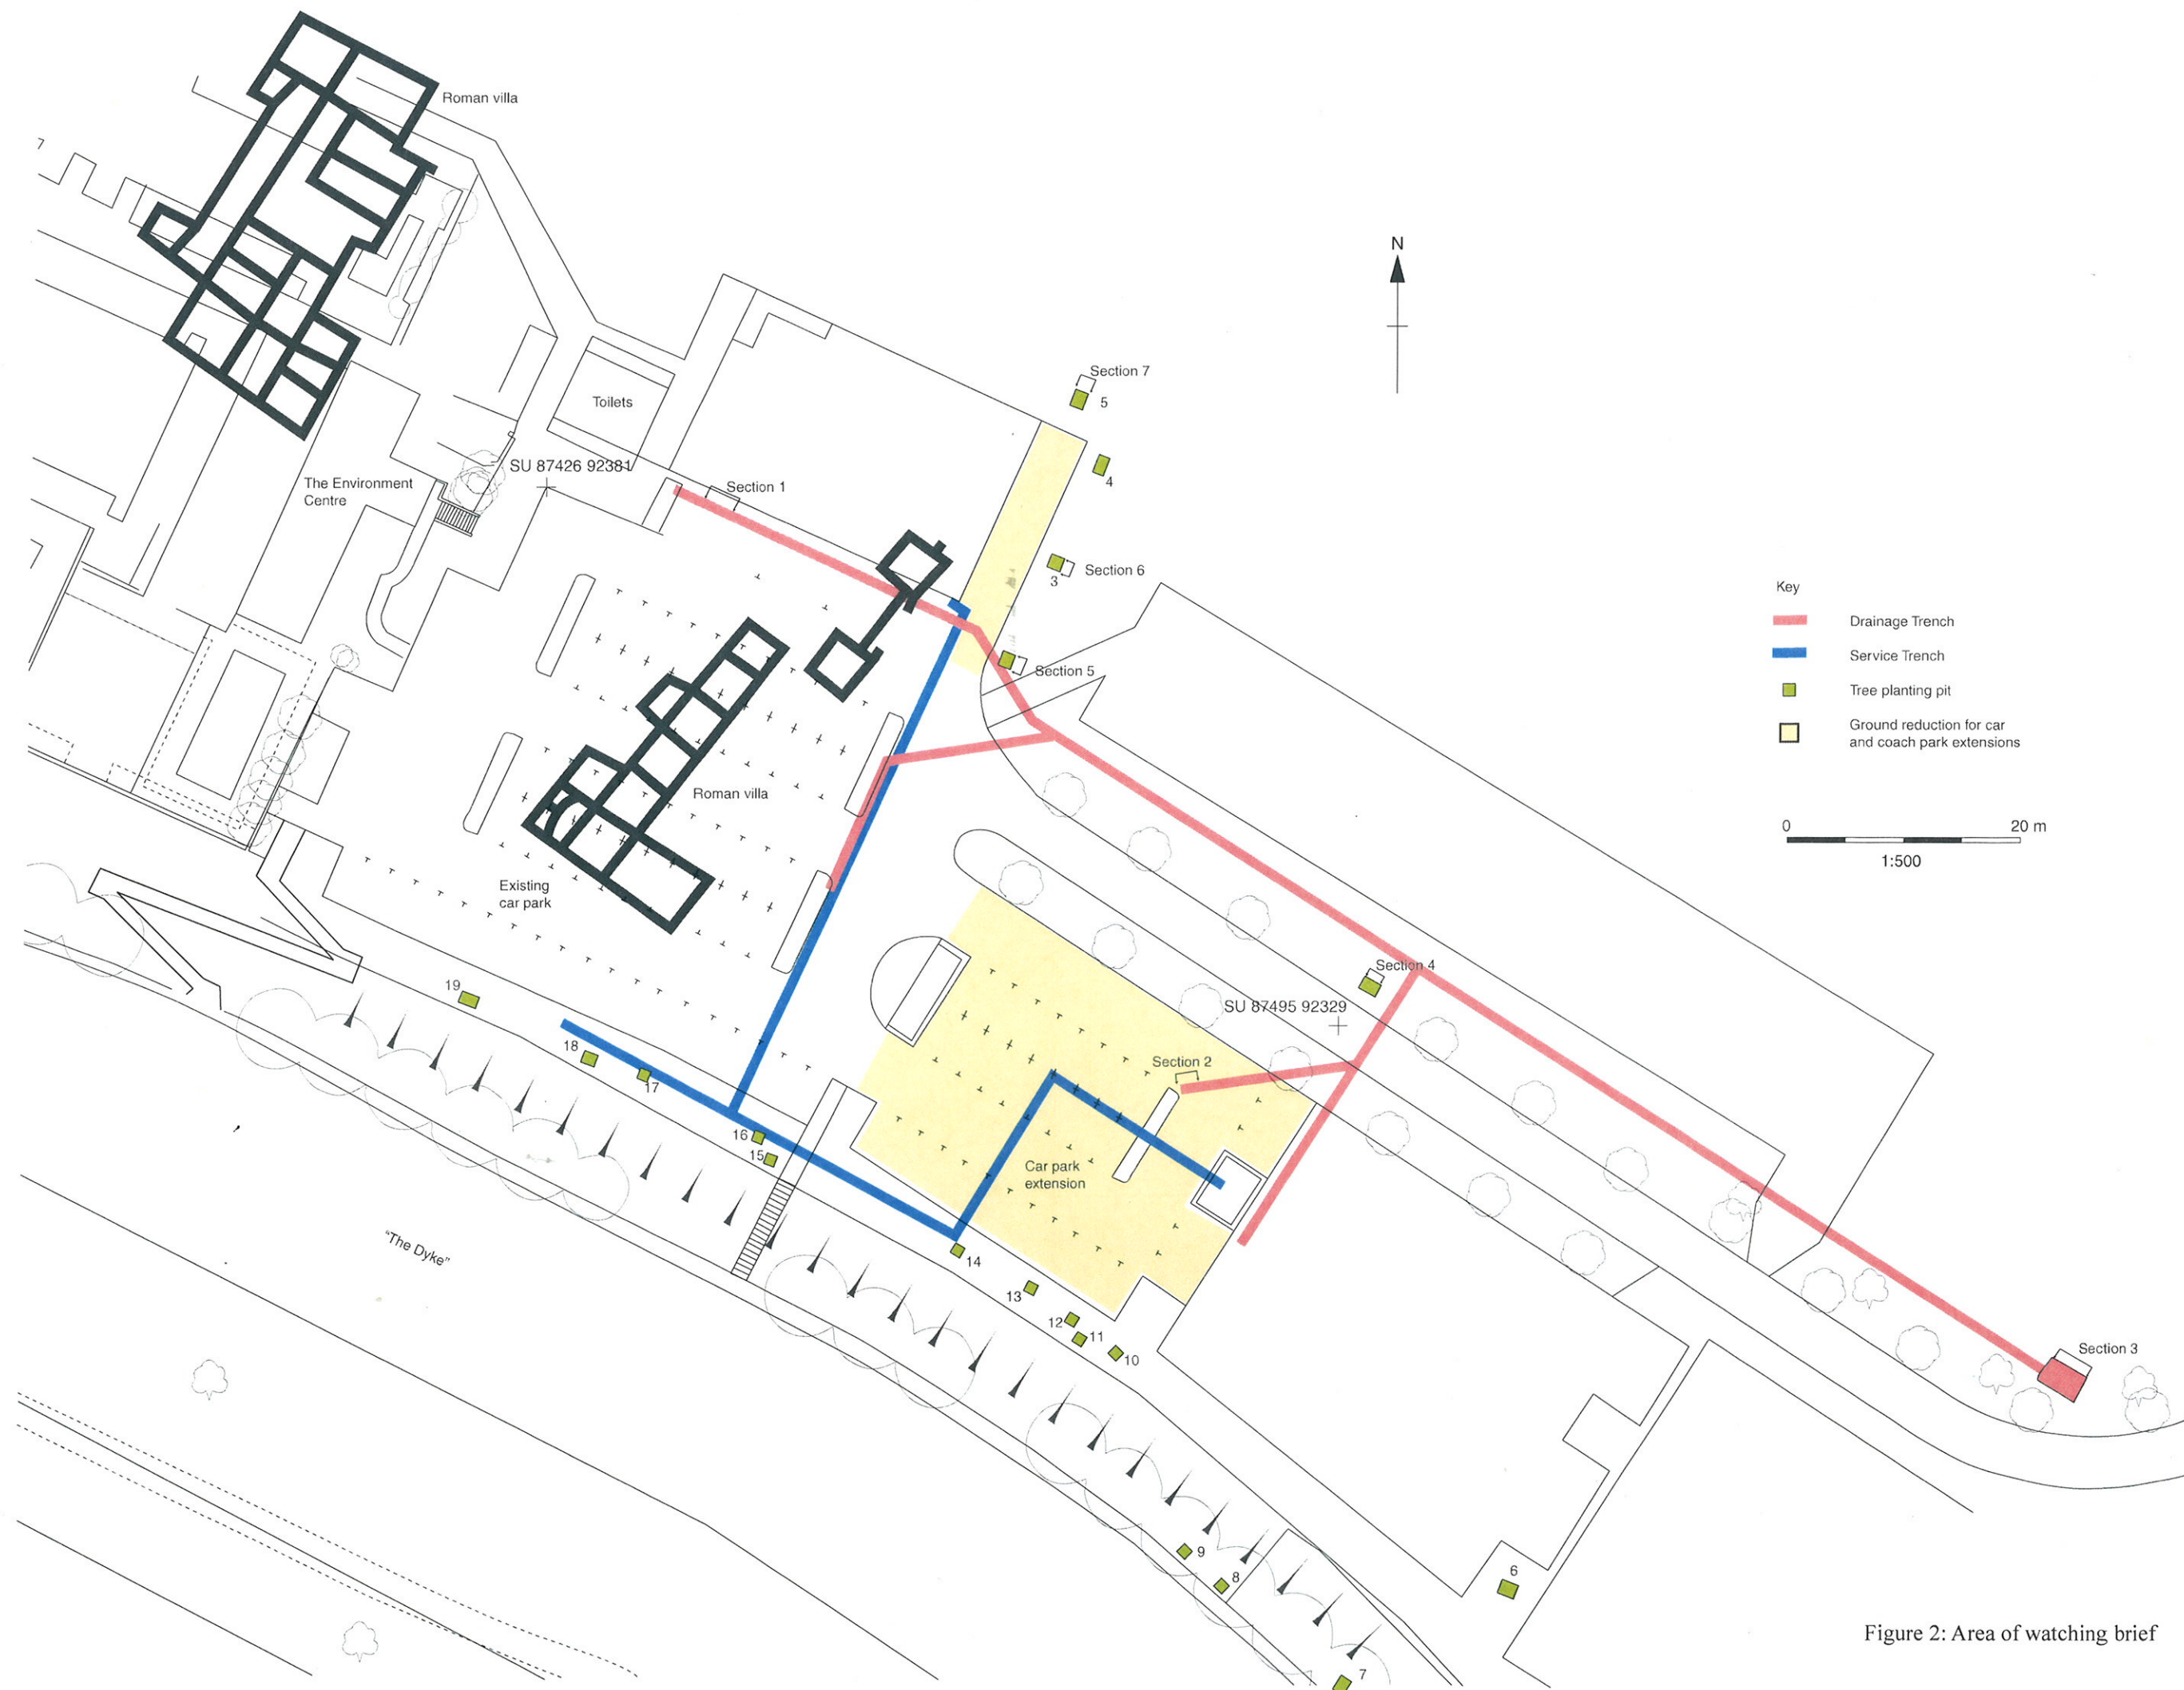 Roman villa
7
N
Section 7
5
Toilets
4
SU 87426 92381
The Environment
Centre
Section 1
3
Section 6
Section 5
Key
Drainage Trench
Service Trench
Tree planting pit
Ground reduction for car
and coach park extensions
0 20 m
1:500
Roman villa
Existing
car park
Section 4
SU 87495 92329
19
18
17
Section 2
16
15
Car park
extension
"The Dyke"
14
13
12
11
10
Section 3
9
8
6
7
Figure 2: Area of watching brief